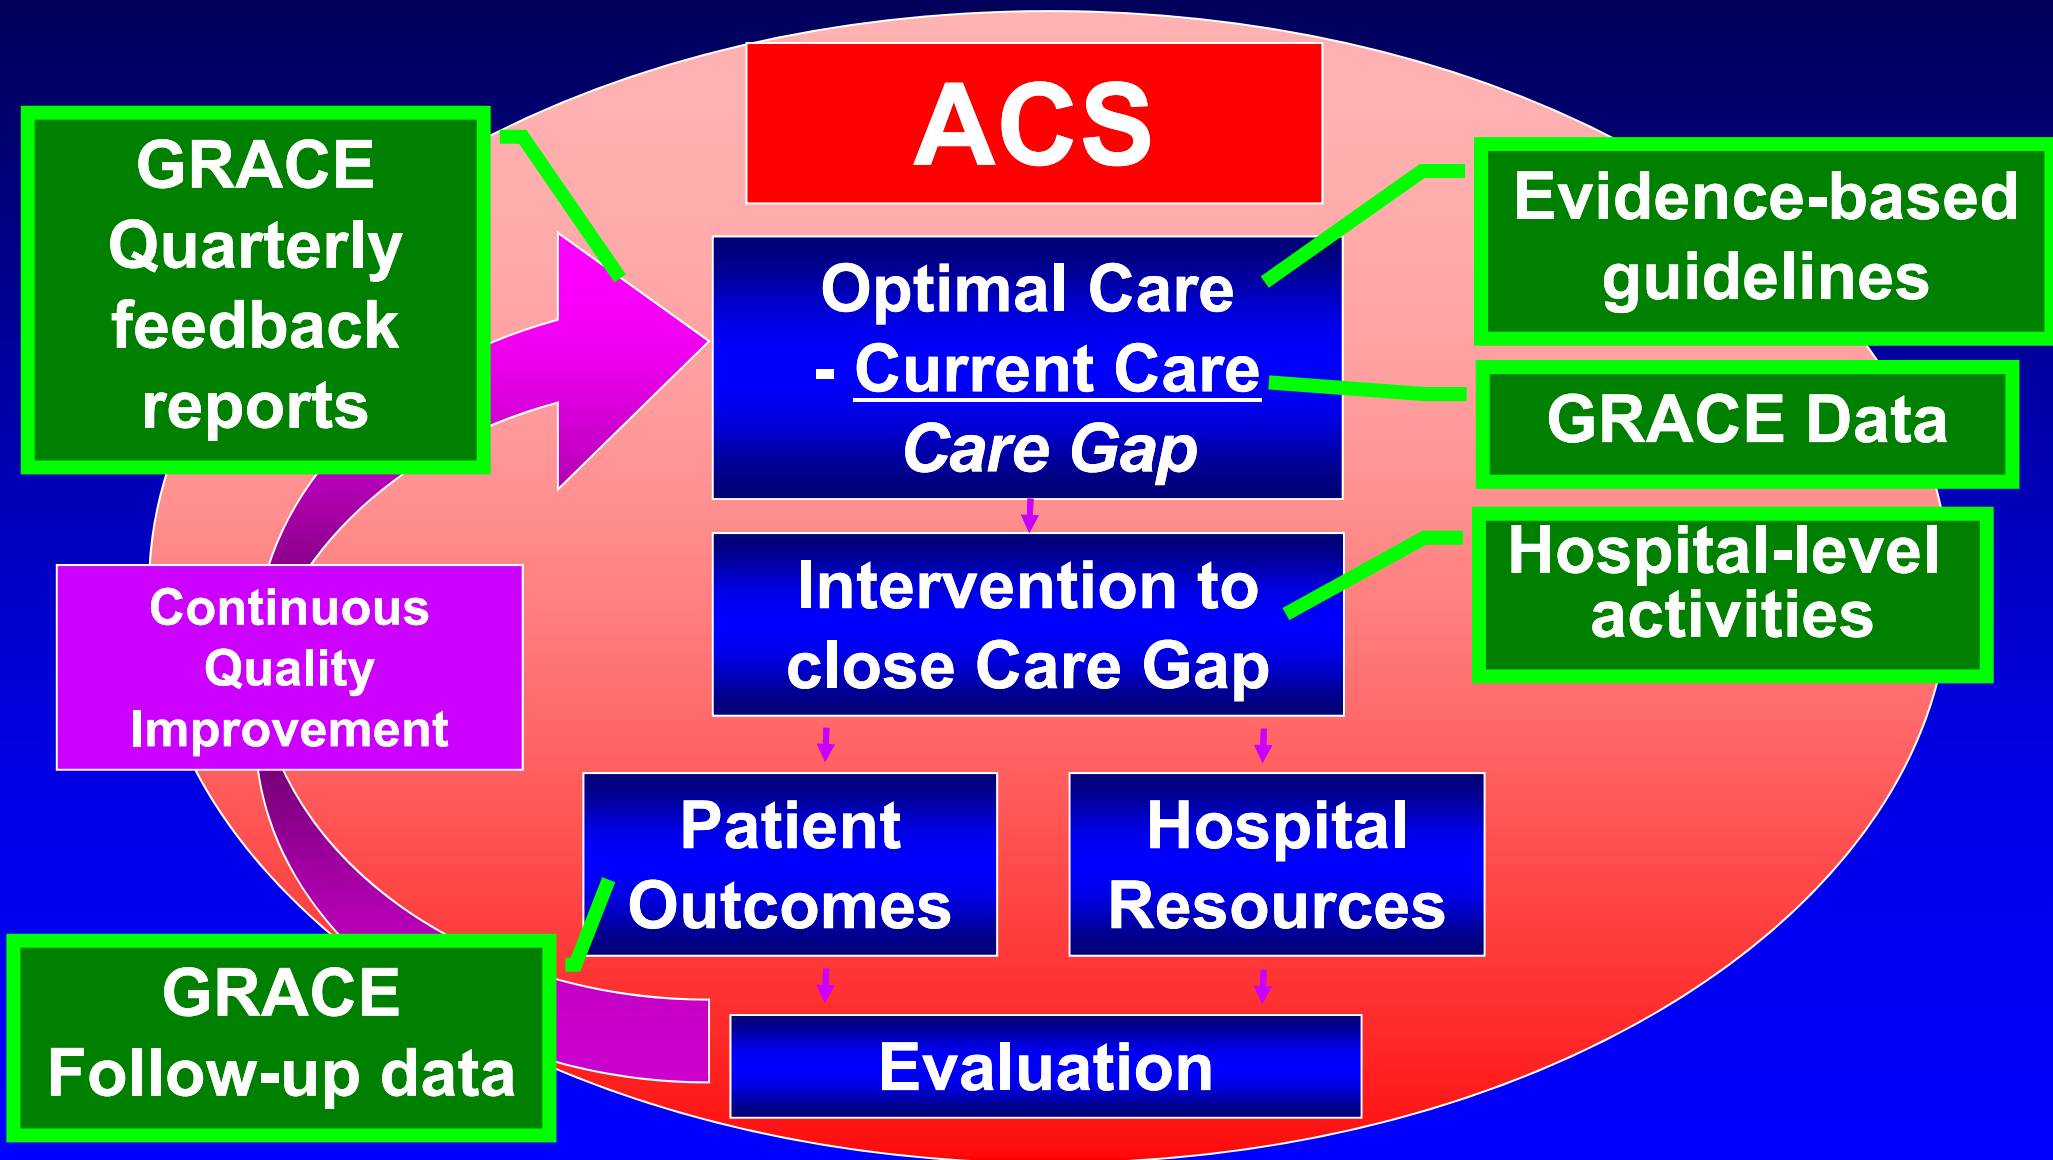 ACS
GRACE
Quarterly
feedback
reports
Evidence-based
guidelines
Optimal Care
- Current Care
Care Gap
GRACE Data
Hospital-level
activities
Intervention to
close Care Gap
Continuous
Quality
Improvement
Patient
Outcomes
Hospital
Resources
GRACE
Follow-up data
Evaluation